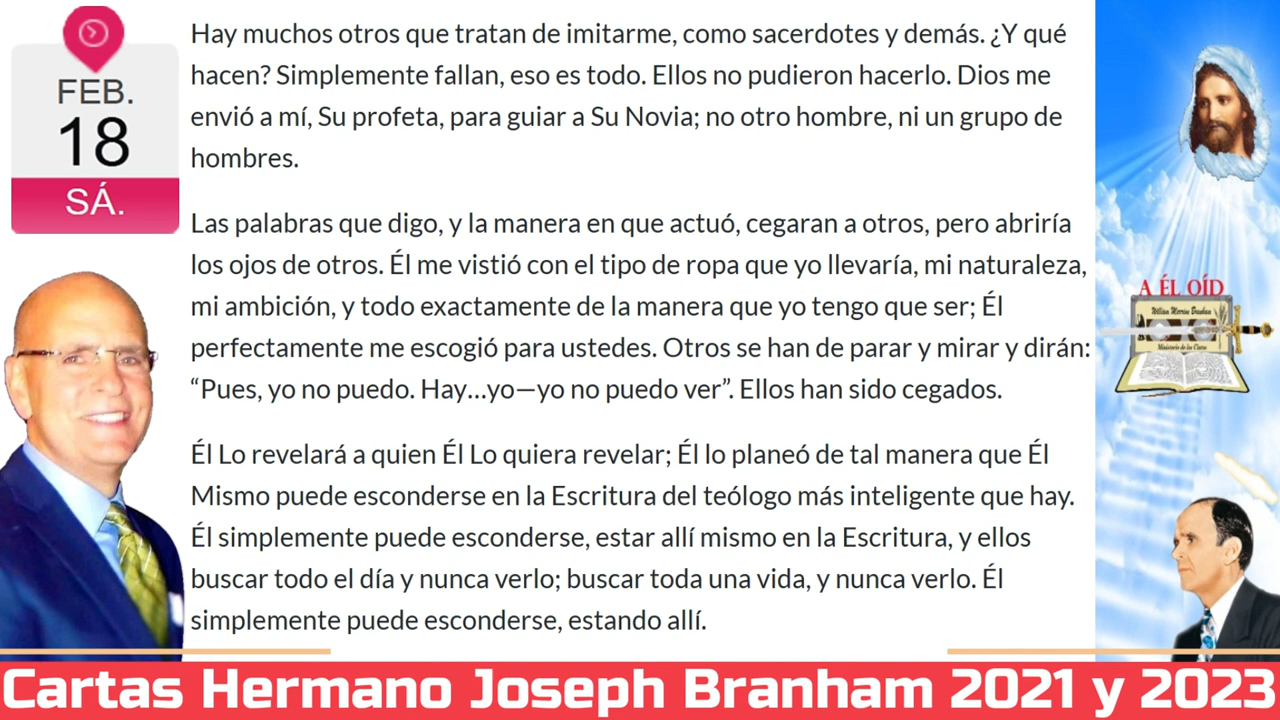 FEB.
18
SÁ.
Hay muchos otros que tratan de imitarme, como sacerdotes y demás. ¿Y qué
hacen? Simplemente fallan, eso es todo. Ellos no pudieron hacerlo. Dios me
envió a mí, Su profeta, para guiar a Su Novia; no otro hombre, ni un grupo de
hombres.
Las palabras que digo, y la manera en que actuó, cegaran a otros, pero abriría
los ojos de otros. Él me vistió con el tipo de ropa que yo llevaría, mi naturaleza,
mi ambición, y todo exactamente de la manera que yo tengo que ser; Él
perfectamente me escogió para ustedes. Otros se han de parar y mirar y dirán:
“Pues, yo no puedo. Hay…yo—yo no puedo ver”. Ellos han sido cegados.
Él Lo revelará a quien Él Lo quiera revelar; Él lo planeó de tal manera que Él
Mismo puede esconderse en la Escritura del teólogo más inteligente que hay.
Él simplemente puede esconderse, estar allí mismo en la Escritura, y ellos
buscar todo el día y nunca verlo; buscar toda una vida, y nunca verlo. Él
simplemente puede esconderse, estando allí.
A ÉL OÍD
William Marrion Branham
Cartas Hermano Joseph Branham 2021 y 2023